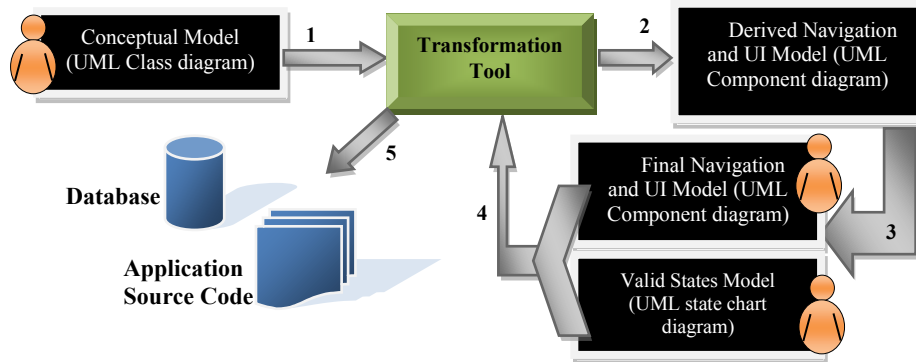 Conceptual Model
(UML Class diagram)
1
Transformation
Tool
2
Derived Navigation
and UI Model (UML
Component diagram)
5
Database
Application
Source Code
4
Final Navigation
and UI Model (UML
Component diagram)
3
Valid States Model
(UML state chart
diagram)